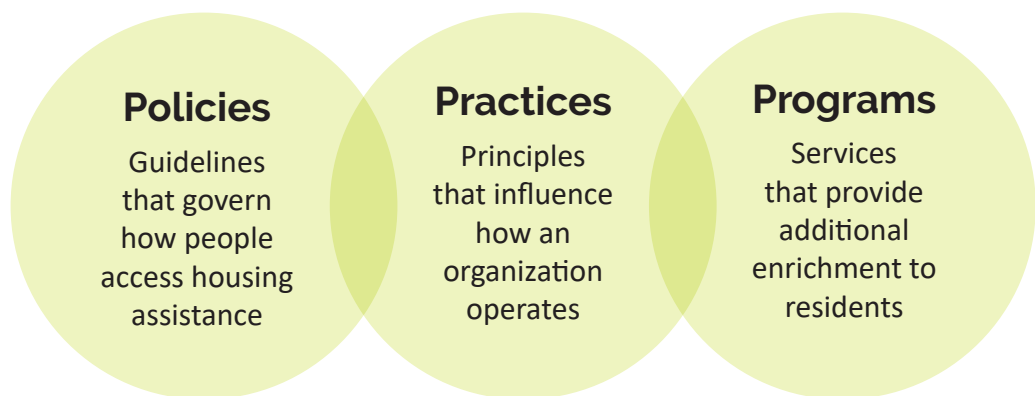 Policies
Guidelines
that govern
how people
access housing
assistance
Practices
Principles
that influence
how an
organization
operates
Programs
Services
that provide
additional
enrichment to
residents